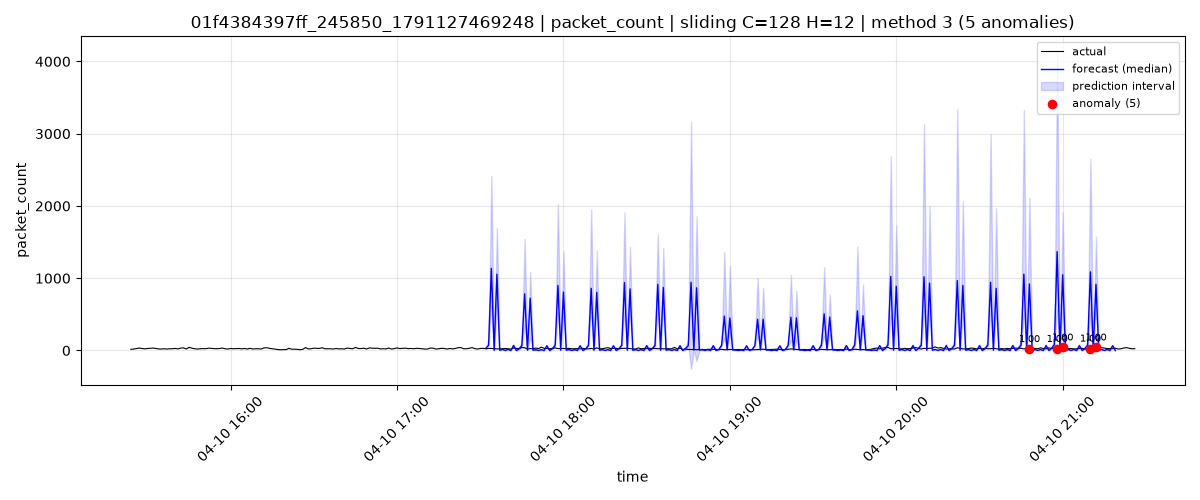 01f4384397ff_245850_1791127469248 | packet_count | sliding C=128 H=12 | method 3 (5 anomalies)
packet_count
4000
3000
2000
1000
0
actual
forecast (median)
prediction interval
anomaly (5)
04-10 16:00
04-10 17:00
04-10 18:00
04-10 19:00
04-10 20:00
04-10 21:00
time